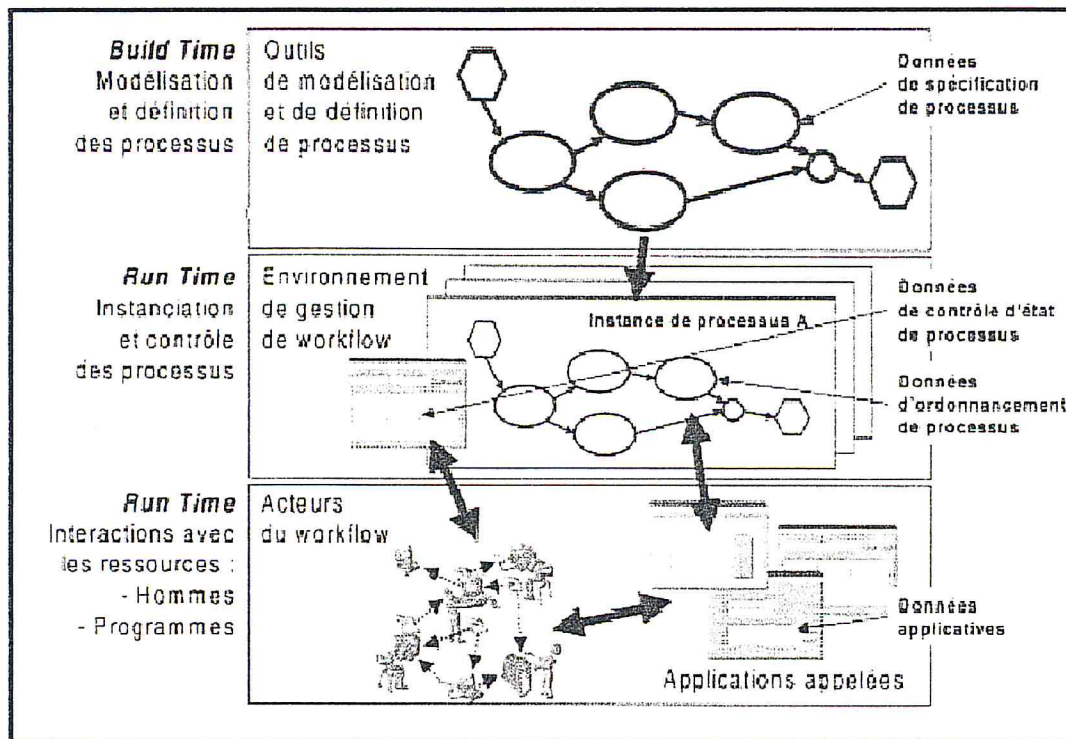 Build Time
Modélisation
et définition
des processus
Outils
de modélisation
et de définition
de processus
Données
de spécification
de processus
Run Time
Instanciation
et contrôle
des processus
Environnement
de gestion
de workflow
Instance de processus A
Données
de contrôle d'état
de processus
Données
d'ordonnancement
de processus
Run Time
Interactions avec
les ressources :
- Hommes
- Programmes
Acteurs
du workflow
Données
applicatives
Applications appelées